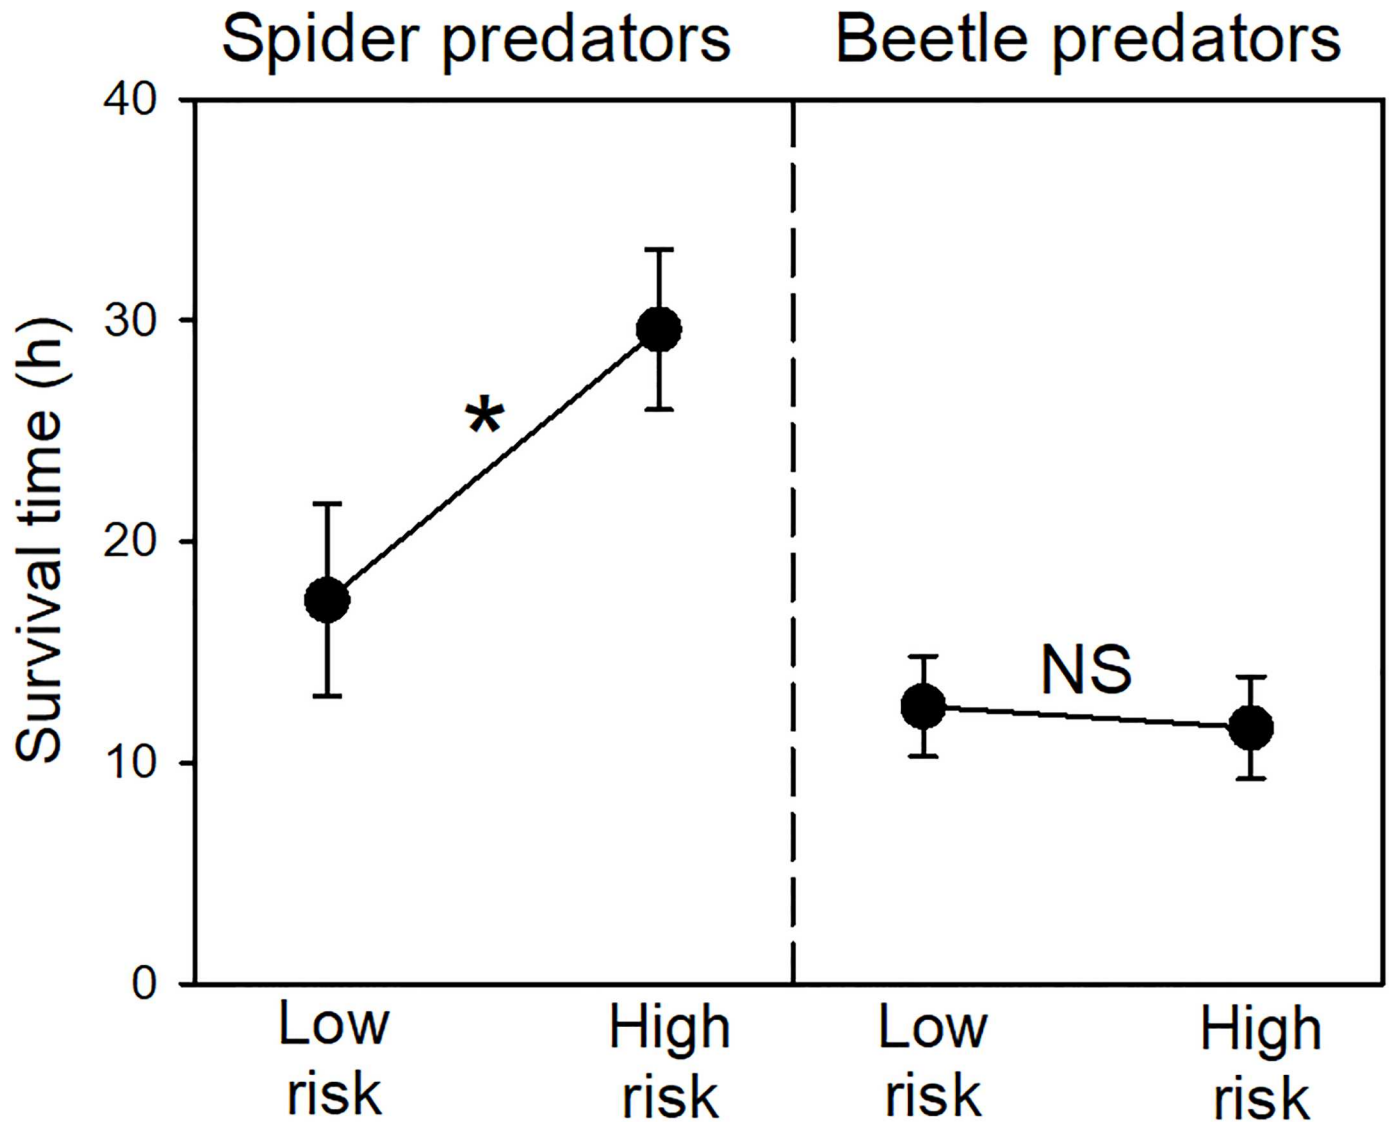 Spider predators
Beetle predators
40
30
20
10
0
Survival time (h)
*
NS
Low
risk
High
risk
Low
risk
High
risk